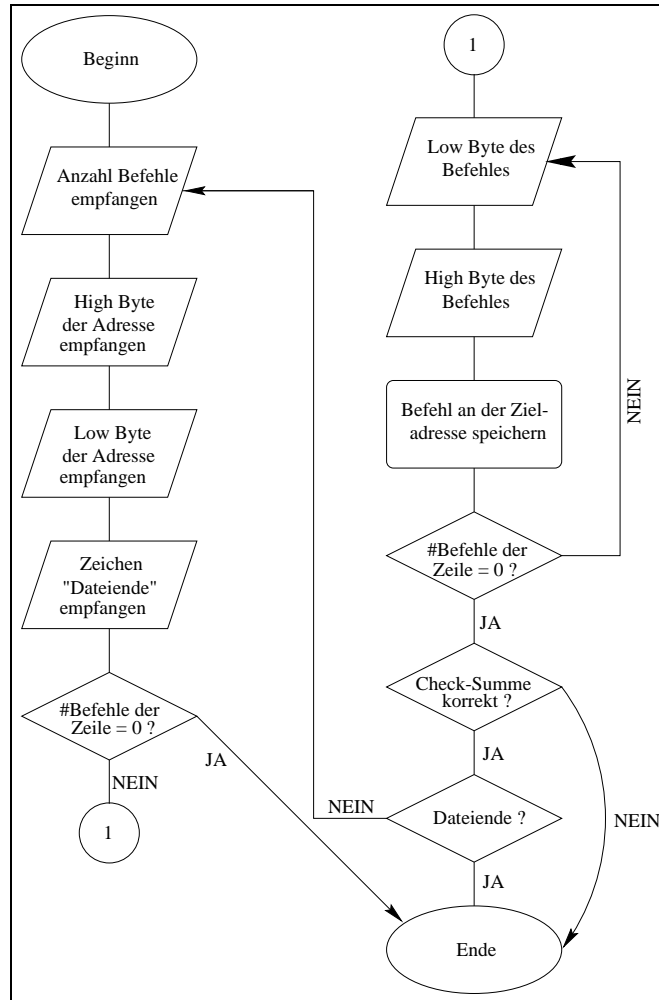 Beginn
Anzahl Befehle
empfangen
High Byte
der Adresse
empfangen
Low Byte
der Adresse
empfangen
Zeichen
"Dateiende"
empfangen
#Befehle der
Zeile = 0 ?
JA
NEIN
1
1
Low Byte des
Befehles
High Byte des
Befehles
NEIN
Befehl an der Ziel-
adresse speichern
#Befehle der
Zeile = 0 ?
JA
Check-Summe
korrekt ?
JA
NEIN
Dateiende ?
NEIN
JA
Ende